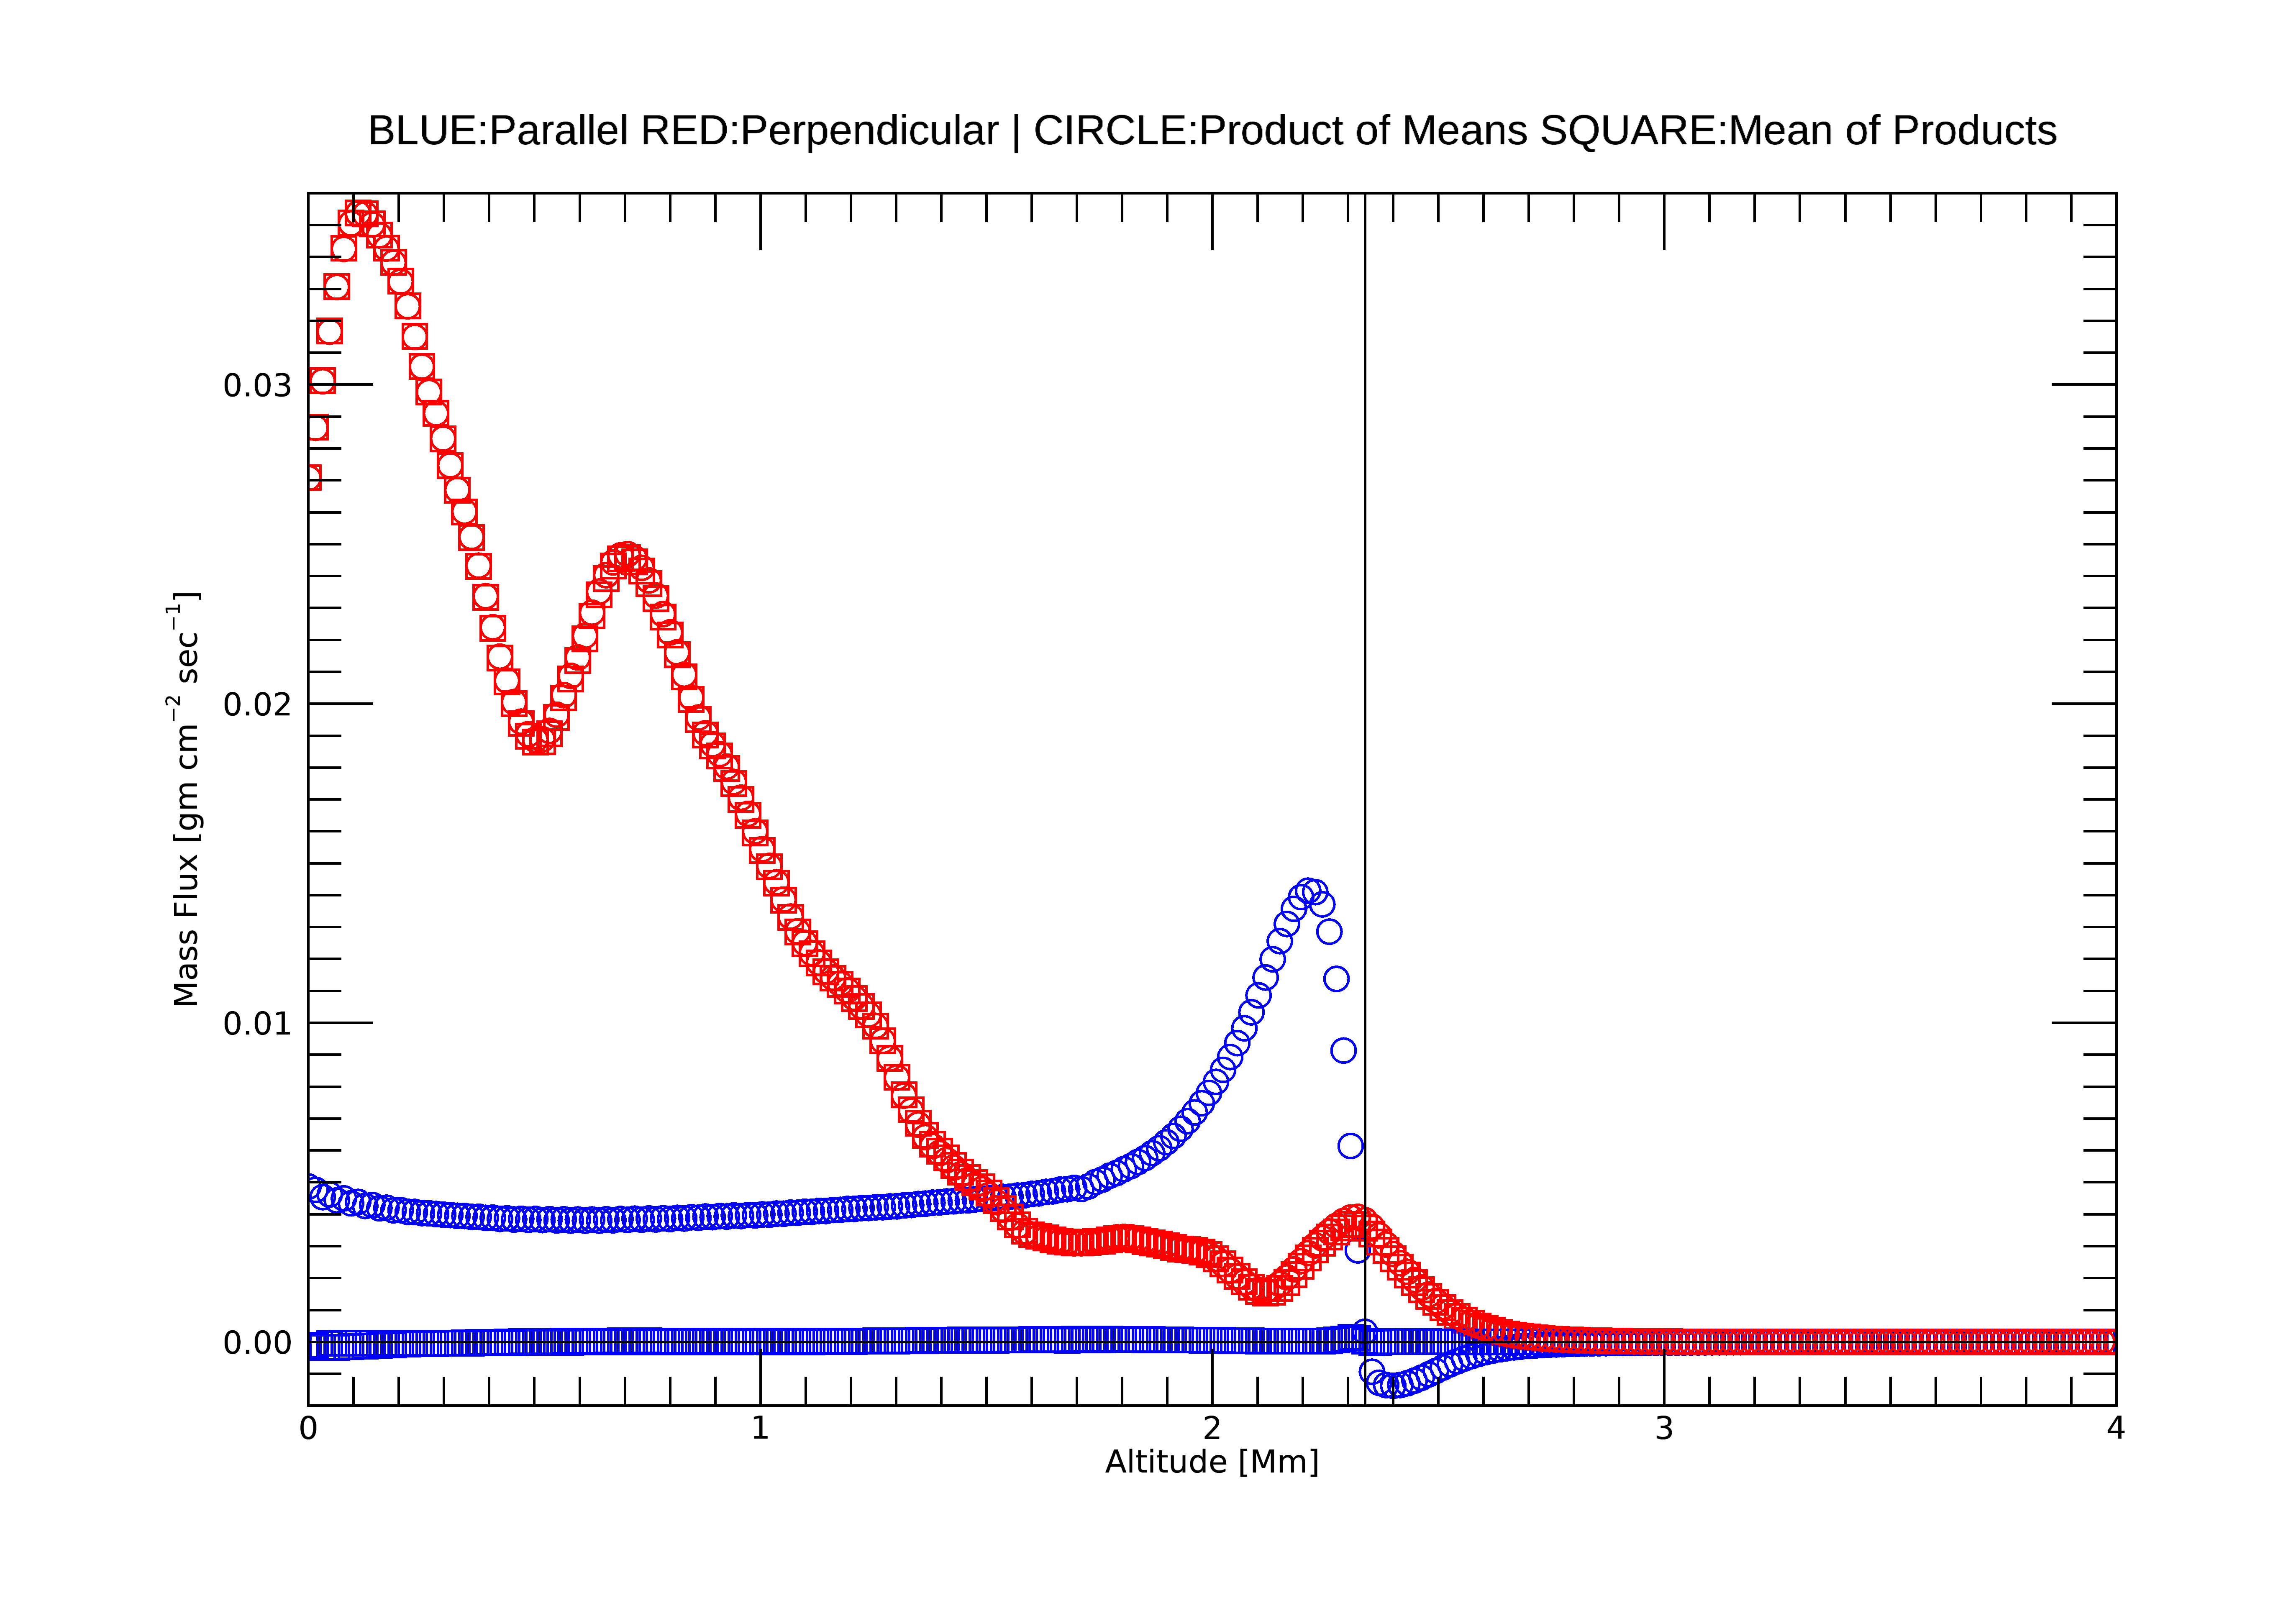 BLUE:Parallel RED:Perpendicular | CIRCLE:Product of Means SQUARE:Mean of Products
0.03
0.02
0.01
0.00
Mass Flux [gm cm⁻² sec⁻¹]
0 1 2 3 4
Altitude [Mm]